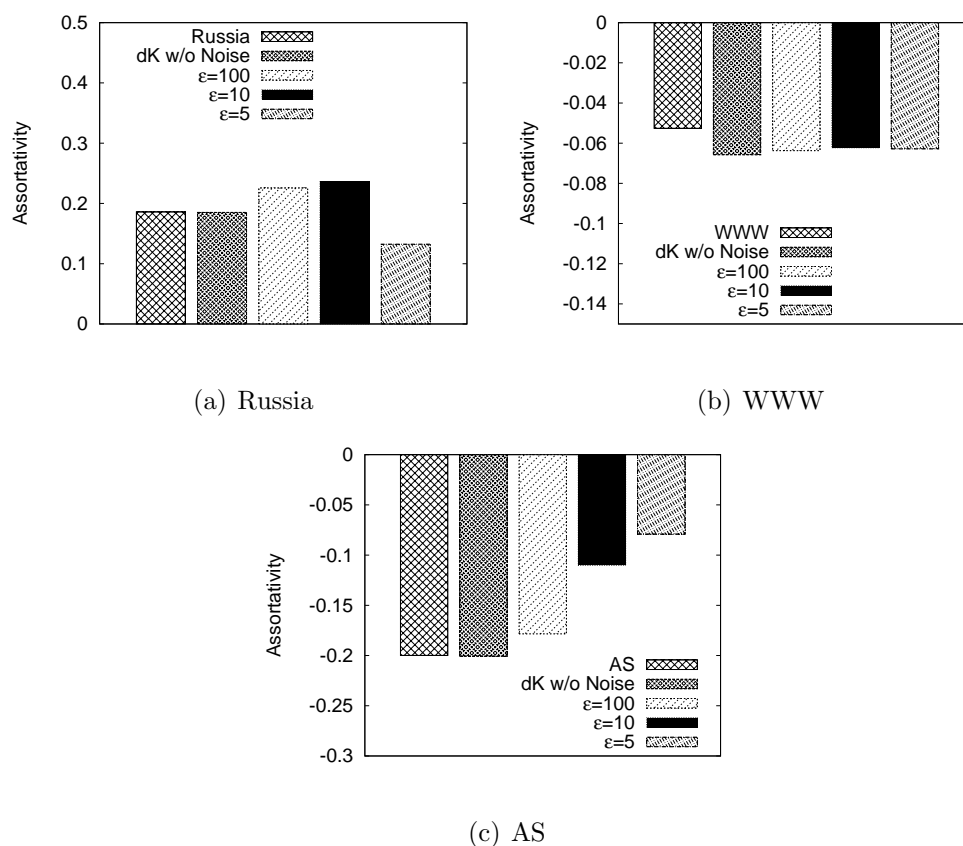 0.5
0.4
0.3
0.2
0.1
0
Assortativity
Russia
dK w/o Noise
ε=100
ε=10
ε=5
(a) Russia
0
-0.02
-0.04
-0.06
-0.08
-0.1
-0.12
-0.14
Assortativity
WWW
dK w/o Noise
ε=100
ε=10
ε=5
(b) WWW
0
-0.05
-0.1
-0.15
-0.2
-0.25
-0.3
Assortativity
AS
dK w/o Noise
ε=100
ε=10
ε=5
(c) AS